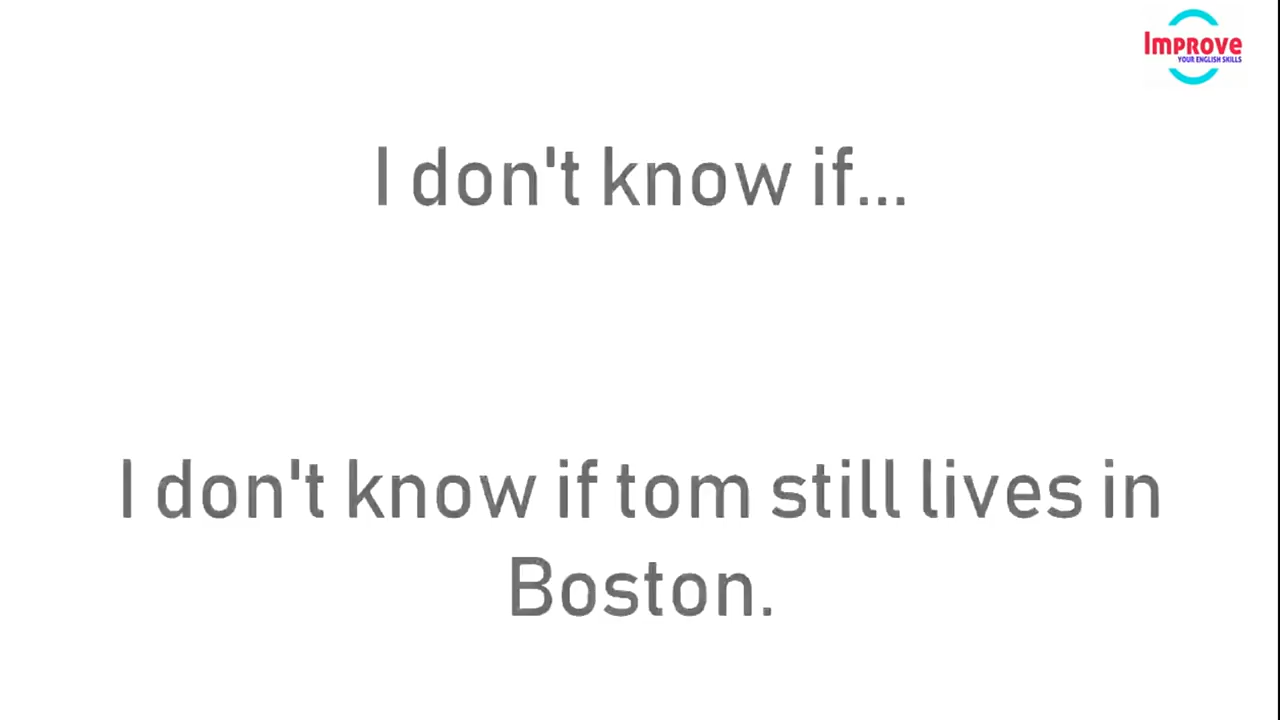 Improve
YOUR ENGLISH SKILLS
I don't know if...
I don't know if tom still lives in
Boston.